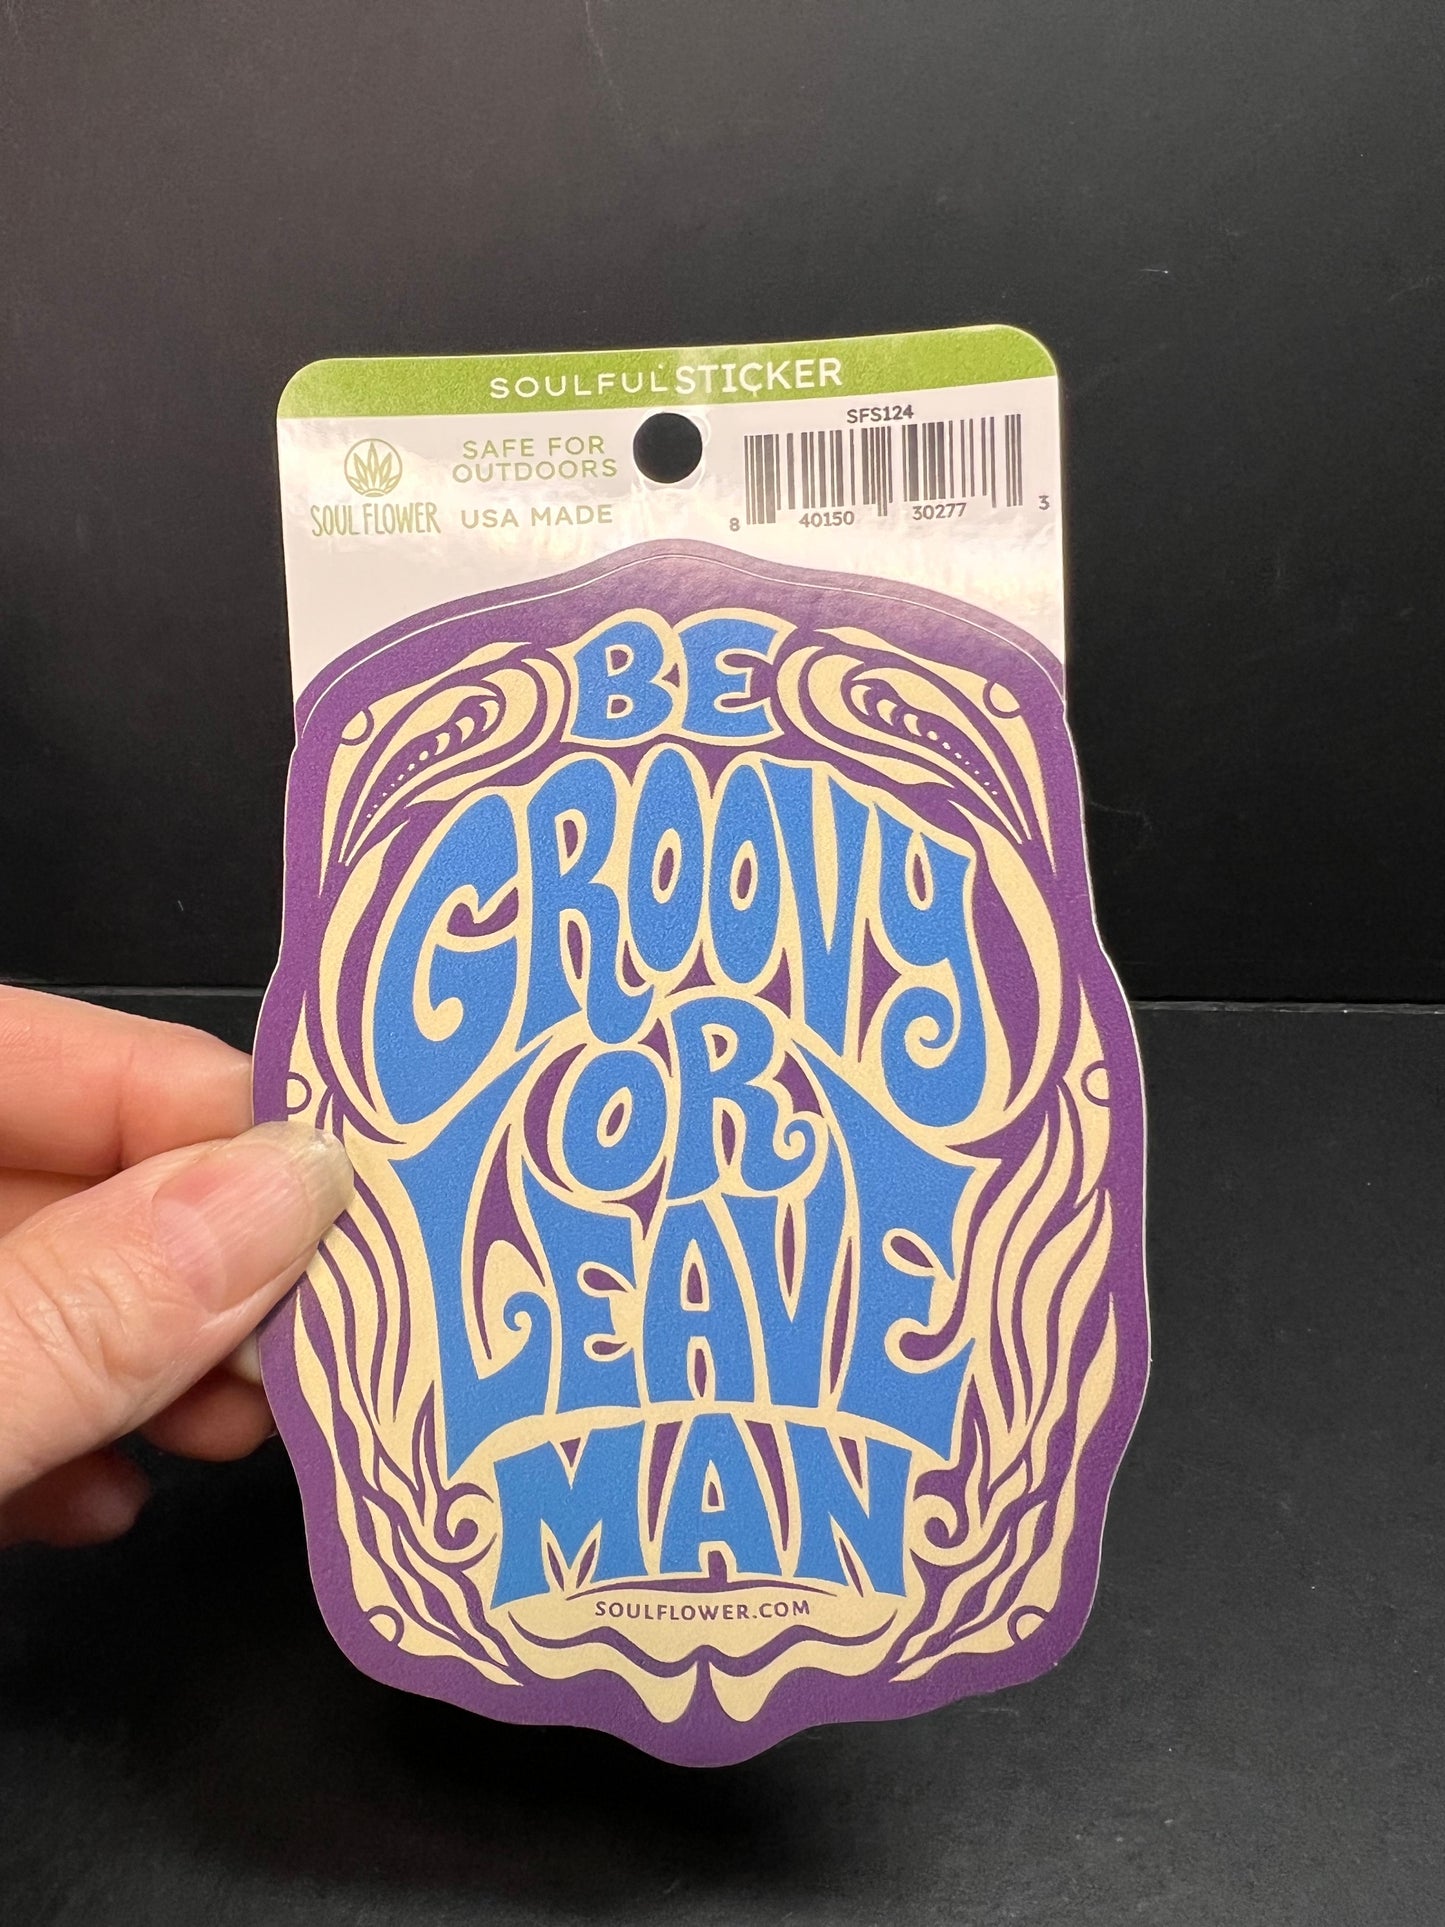 SOULFUL STICKER
SFS124
SAFE FOR
OUTDOORS
SOUL FLOWER
USA MADE
8 40150 30277 3
BE
GROOVY
OR
LEAVE
MAN
SOULFLOWER.COM